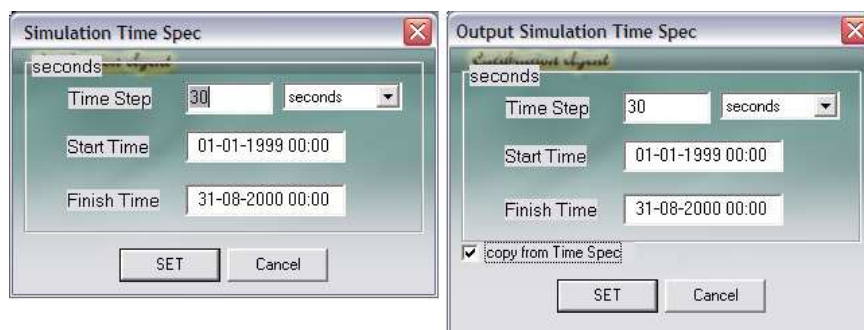 Simulation Time Spec
seconds
Time Step 30 seconds
Start Time 01-01-1999 00:00
Finish Time 31-08-2000 00:00
SET Cancel
Output Simulation Time Spec
Calibration Agent
seconds
Time Step 30 seconds
Start Time 01-01-1999 00:00
Finish Time 31-08-2000 00:00
copy from Time Spec
SET Cancel